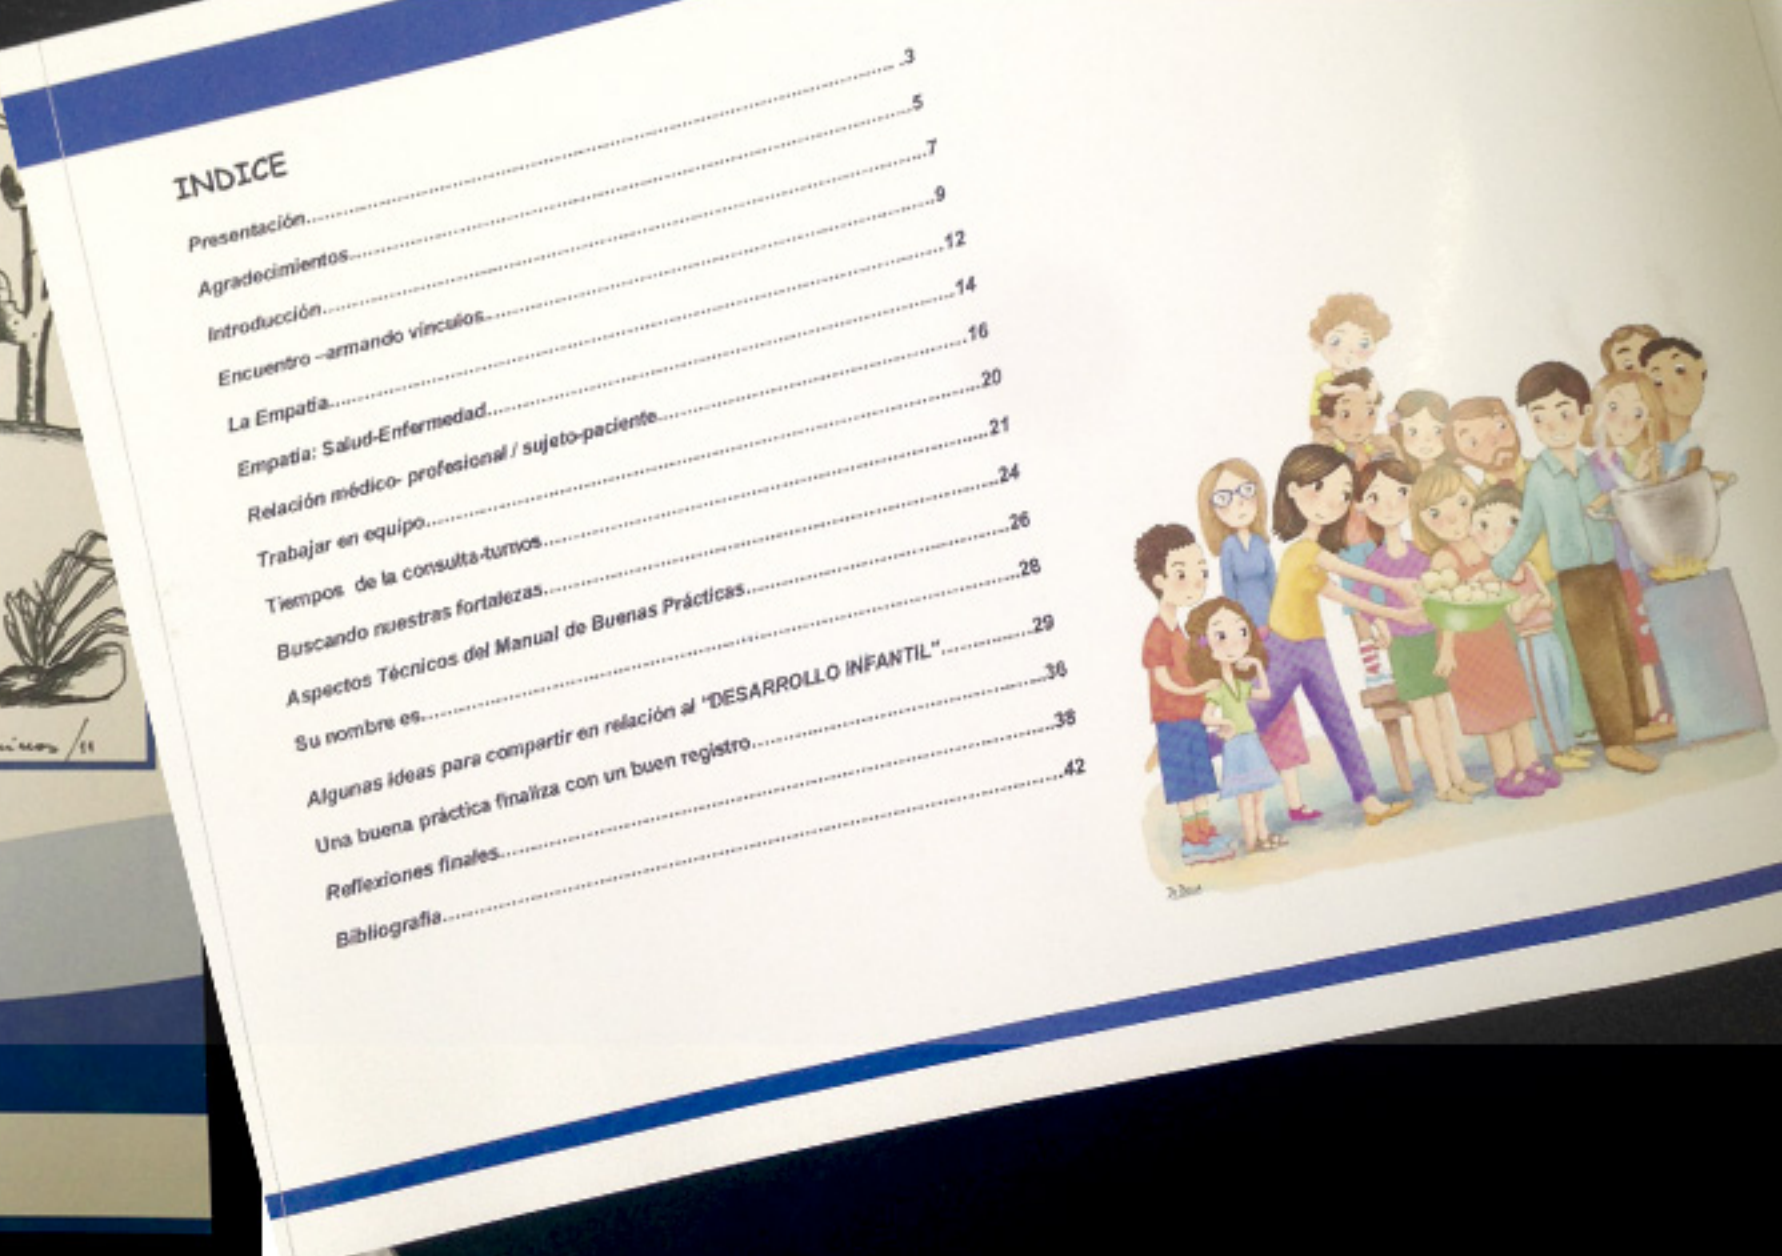 INDICE
Presentación.......... .3
Agradecimientos..........5
Introducción..........7
Encuentro –armando vínculos..........9
La Empatía..........12
Empatía: Salud-Enfermedad..........14
Relación médico- profesional / sujeto-paciente..........16
Trabajar en equipo..........20
Tiempos de la consulta-turnos..........21
Buscando nuestras fortalezas..........24
Aspectos Técnicos del Manual de Buenas Prácticas..........26
Su nombre es..........28
Algunas ideas para compartir en relación al "DESARROLLO INFANTIL"..........29
Una buena práctica finaliza con un buen registro..........36
Reflexiones finales..........38
Bibliografía..........42